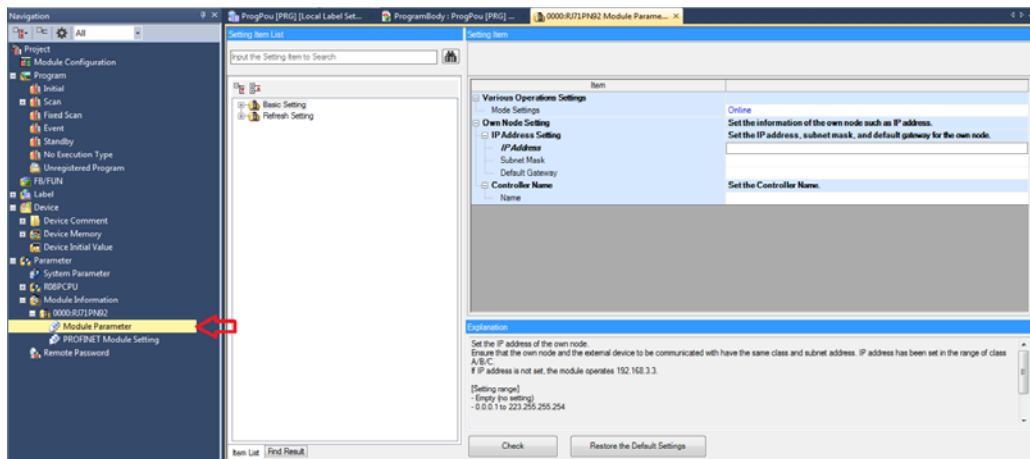 Navigation
All
Project
Module Configuration
Program
Initial
Scan
Fixed Scan
Event
Standby
No Execution Type
Unregistered Program
FB/FUN
Label
Device
Device Comment
Device Memory
Device Initial Value
Parameter
System Parameter
R08PCPU
Module Information
0000:RJ71PN92
Module Parameter
PROFINET Module Setting
Remote Password
ProgPou [PRG] [Local Label Set...
ProgramBody : ProgPou [PRG] ...
0000:RJ71PN92 Module Parame...
Setting Item List
Input the Setting Item to Search
Basic Setting
Refresh Setting
Item List Find Result
Setting Item
Item
Various Operations Settings
Mode Settings Online
Own Node Setting Set the information of the own node such as IP address.
IP Address Setting Set the IP address, subnet mask, and default gateway for the own node.
IP Address
Subnet Mask
Default Gateway
Controller Name Set the Controller Name.
Name
Explanation
Set the IP address of the own node.
Ensure that the own node and the external device to be communicated with have the same class and subnet address. IP address has been set in the range of class
A/B/C.
If IP address is not set, the module operates 192.168.3.3.
[Setting range]
- Empty (no setting)
- 0.0.0.1 to 223.255.255.254
Check Restore the Default Settings